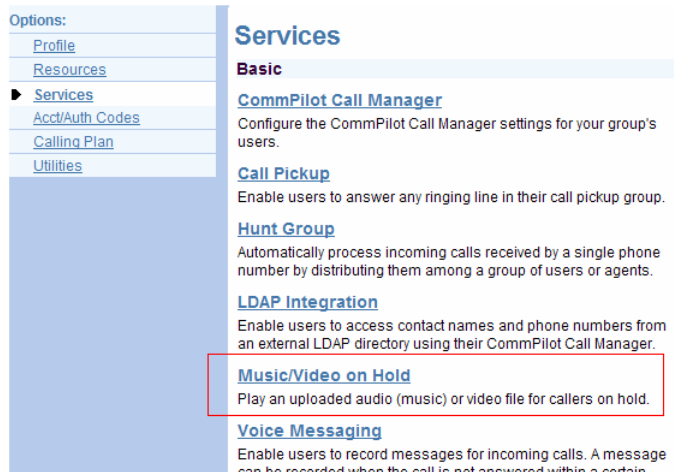 Options:
Profile
Resources
Services
Acct/Auth Codes
Calling Plan
Utilities
Services
Basic
CommPilot Call Manager
Configure the CommPilot Call Manager settings for your group's
users.
Call Pickup
Enable users to answer any ringing line in their call pickup group.
Hunt Group
Automatically process incoming calls received by a single phone
number by distributing them among a group of users or agents.
LDAP Integration
Enable users to access contact names and phone numbers from
an external LDAP directory using their CommPilot Call Manager.
Music/Video on Hold
Play an uploaded audio (music) or video file for callers on hold.
Voice Messaging
Enable users to record messages for incoming calls. A message
can be recorded when the call is not answered within a certain